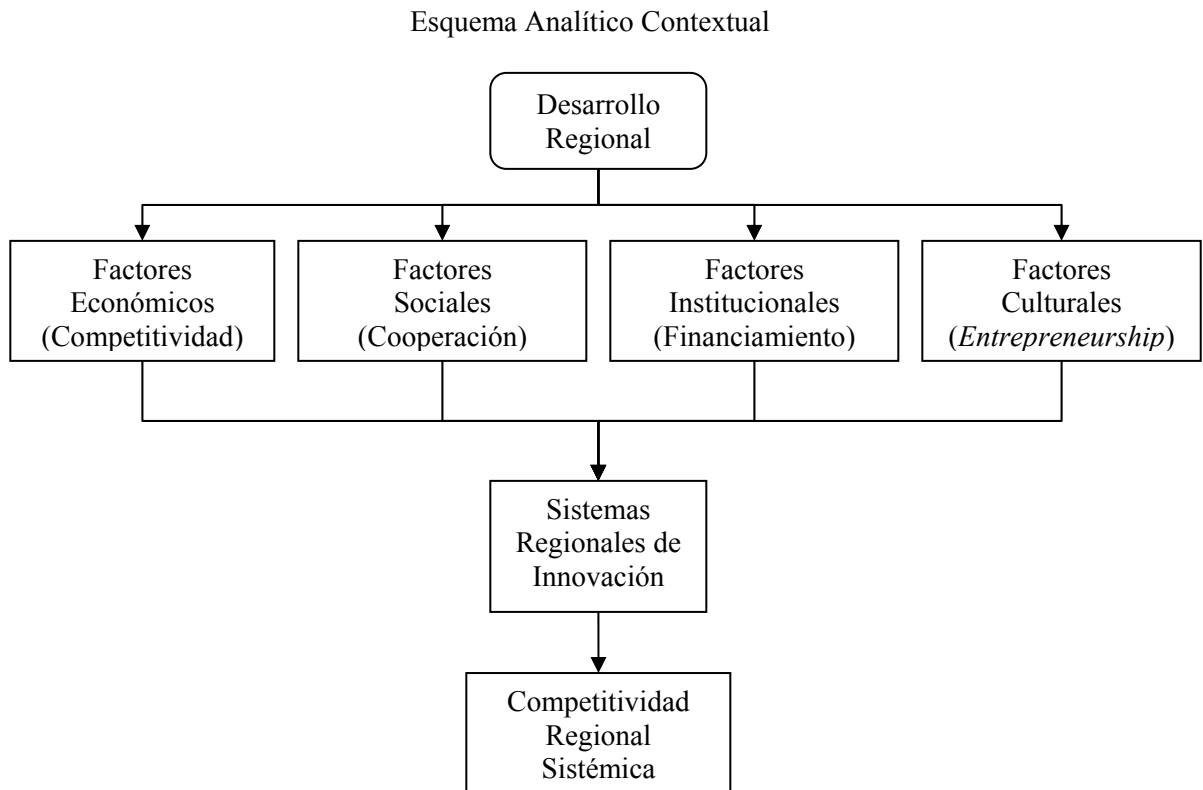 Esquema Analítico Contextual
Desarrollo
Regional
Factores
Económicos
(Competitividad)
Factores
Sociales
(Cooperación)
Factores
Institucionales
(Financiamiento)
Factores
Culturales
(Entrepreneurship)
Sistemas
Regionales de
Innovación
Competitividad
Regional
Sistémica